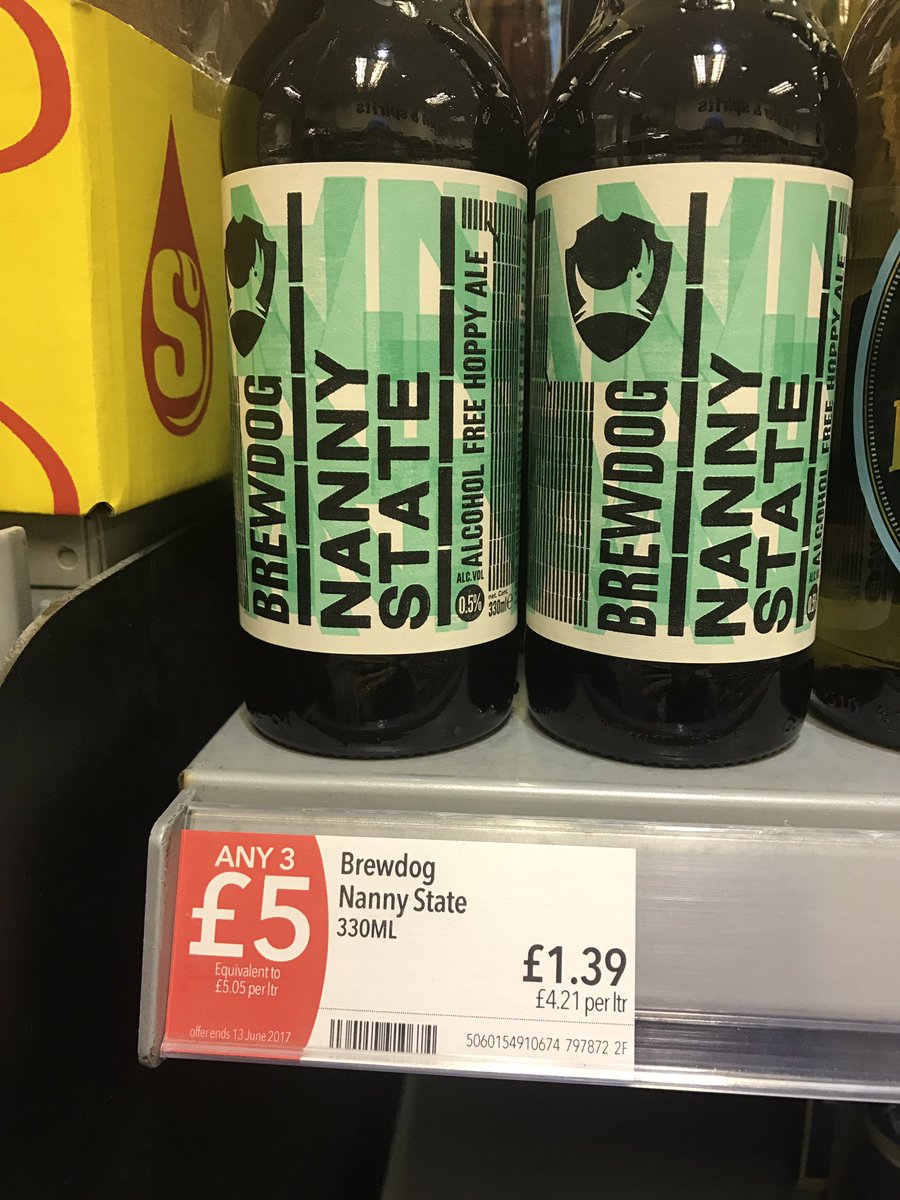 S
BREWDOG
NANNY
STATE
ALCOHOL FREE HOPPY ALE
ALC.VOL
0.5%
net. Cont.
330ml e
BREWDOG
NANNY
STATE
ALCOHOL FREE HOPPY ALE
ANY 3
£5
Equivalent to
£5.05 per ltr
offer ends 13 June 2017
Brewdog
Nanny State
330ML
£1.39
£4.21 per ltr
5060154910674 797872 2F